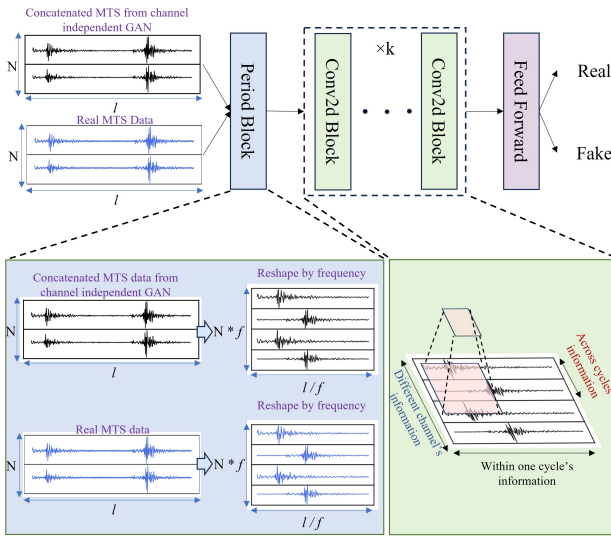 Concatenated MTS from channel
independent GAN
N
l
Real MTS Data
N
l
Period Block
Conv2d Block
×k
Conv2d Block
Feed Forward
Real
Fake
Concatenated MTS data from
channel independent GAN
N
l
N * f
Reshape by frequency
l / f
Real MTS data
N
l
N * f
Reshape by frequency
l / f
Different channel's
information
Across cycles
information
Within one cycle's
information